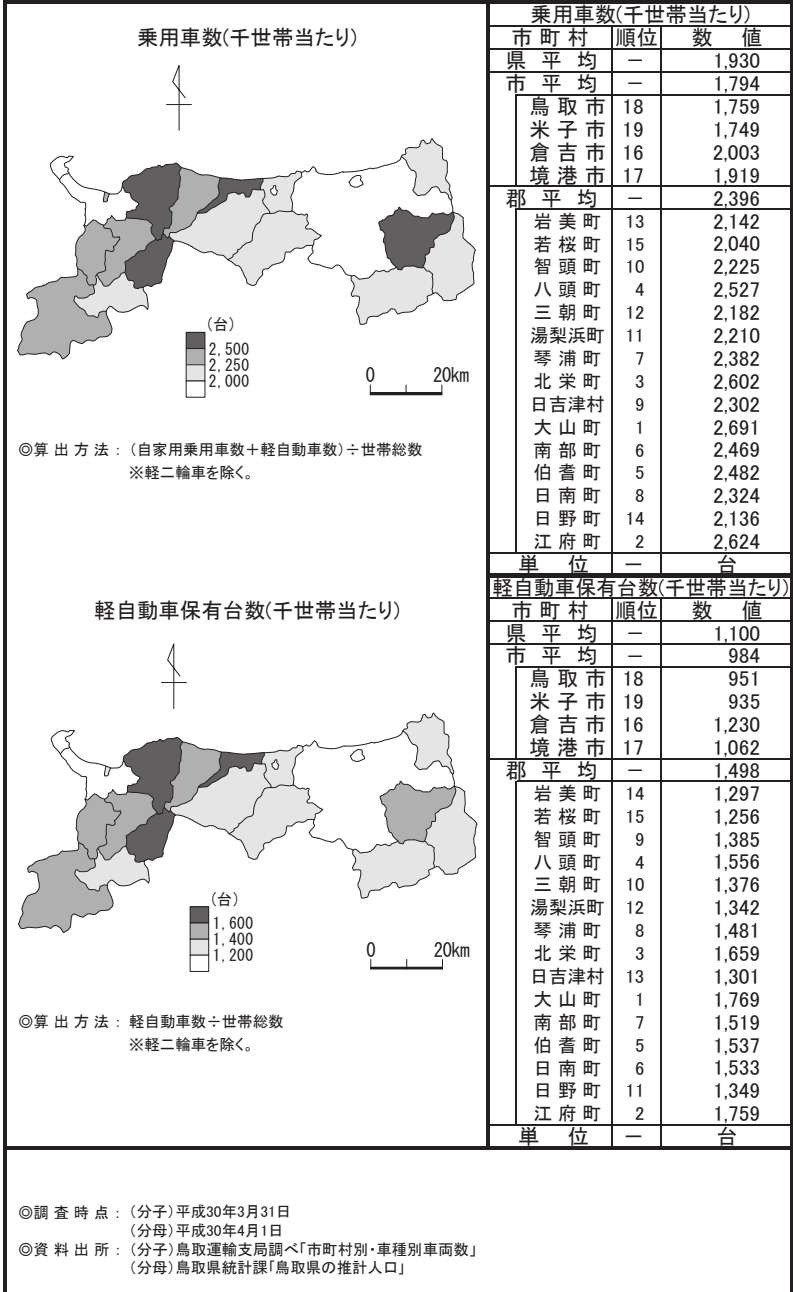 乗用車数(千世帯当たり)
(台)
2,500
2,250
2,000
0 20km
◎算出方法：(自家用乗用車数＋軽自動車数)÷世帯総数
※軽二輪車を除く。
乗用車数(千世帯当たり)
市町村 順位 数値
県平均 － 1,930
市平均 － 1,794
鳥取市 18 1,759
米子市 19 1,749
倉吉市 16 2,003
境港市 17 1,919
郡平均 － 2,396
岩美町 13 2,142
若桜町 15 2,040
智頭町 10 2,225
八頭町 4 2,527
三朝町 12 2,182
湯梨浜町 11 2,210
琴浦町 7 2,382
北栄町 3 2,602
日吉津村 9 2,302
大山町 1 2,691
南部町 6 2,469
伯耆町 5 2,482
日南町 8 2,324
日野町 14 2,136
江府町 2 2,624
単位 － 台
軽自動車保有台数(千世帯当たり)
(台)
1,600
1,400
1,200
0 20km
◎算出方法：軽自動車数÷世帯総数
※軽二輪車を除く。
軽自動車保有台数(千世帯当たり)
市町村 順位 数値
県平均 － 1,100
市平均 － 984
鳥取市 18 951
米子市 19 935
倉吉市 16 1,230
境港市 17 1,062
郡平均 － 1,498
岩美町 14 1,297
若桜町 15 1,256
智頭町 9 1,385
八頭町 4 1,556
三朝町 10 1,376
湯梨浜町 12 1,342
琴浦町 8 1,481
北栄町 3 1,659
日吉津村 13 1,301
大山町 1 1,769
南部町 7 1,519
伯耆町 5 1,537
日南町 6 1,533
日野町 11 1,349
江府町 2 1,759
単位 － 台
◎調査時点：(分子)平成30年3月31日
(分母)平成30年4月1日
◎資料出所：(分子)鳥取運輸支局調べ「市町村別・車種別車両数」
(分母)鳥取県統計課「鳥取県の推計人口」